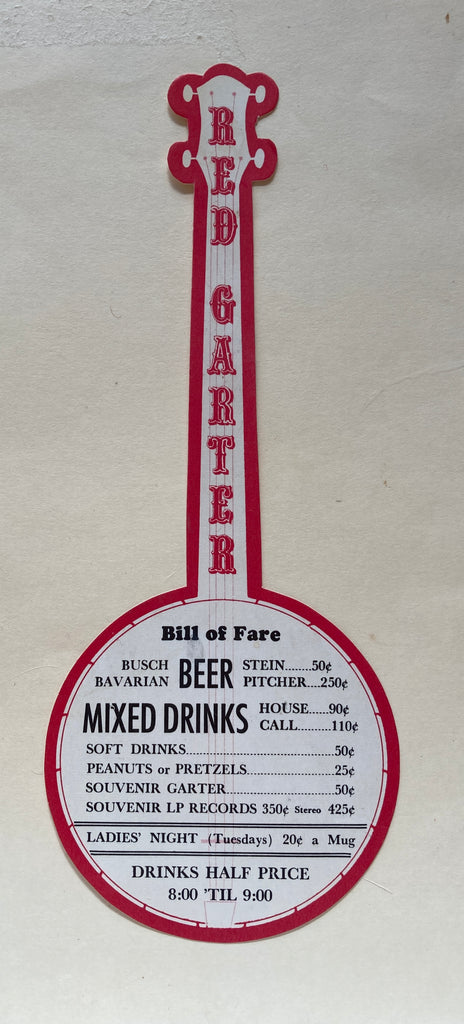 RED GARTER
Bill of Fare
BUSCH BAVARIAN BEER STEIN........50¢
PITCHER....250¢
MIXED DRINKS HOUSE......90¢
CALL..........110¢
SOFT DRINKS..............................................50¢
PEANUTS or PRETZELS...............................25¢
SOUVENIR GARTER...................................50¢
SOUVENIR LP RECORDS 350¢ Stereo 425¢
LADIES' NIGHT (Tuesdays) 20¢ a Mug
DRINKS HALF PRICE
8:00 'TIL 9:00